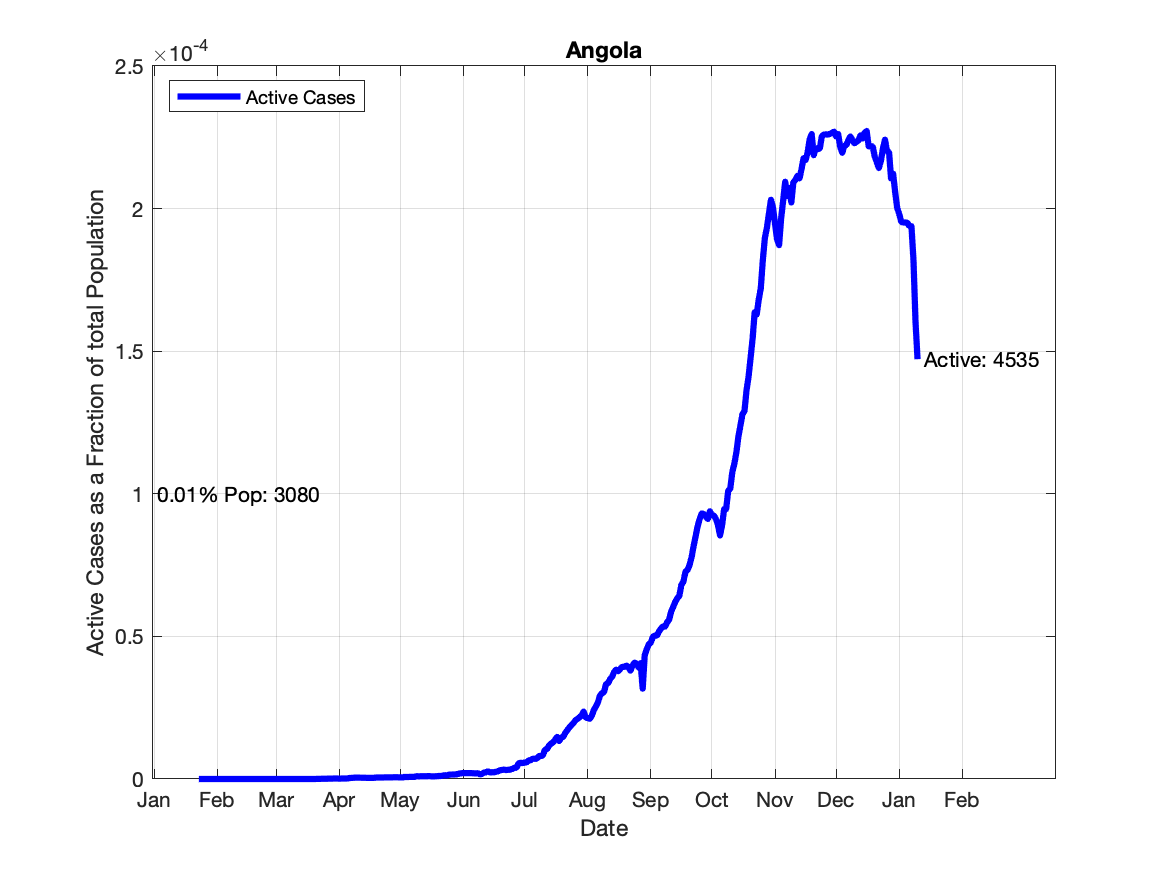 Angola
×10-4
2.5
2
1.5
1
0.5
0
Active Cases
Active: 4535
0.01% Pop: 3080
Active Cases as a Fraction of total Population
Jan Feb Mar Apr May Jun Jul Aug Sep Oct Nov Dec Jan Feb
Date